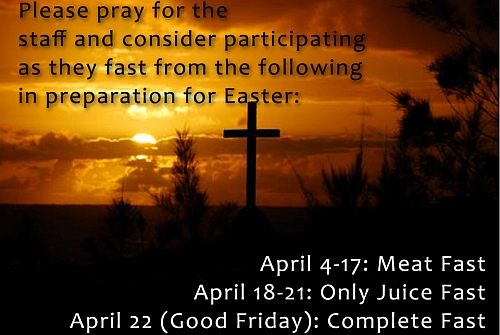 Please pray for the
staff and consider participating
as they fast from the following
in preparation for Easter:
April 4-17: Meat Fast
April 18-21: Only Juice Fast
April 22 (Good Friday): Complete Fast